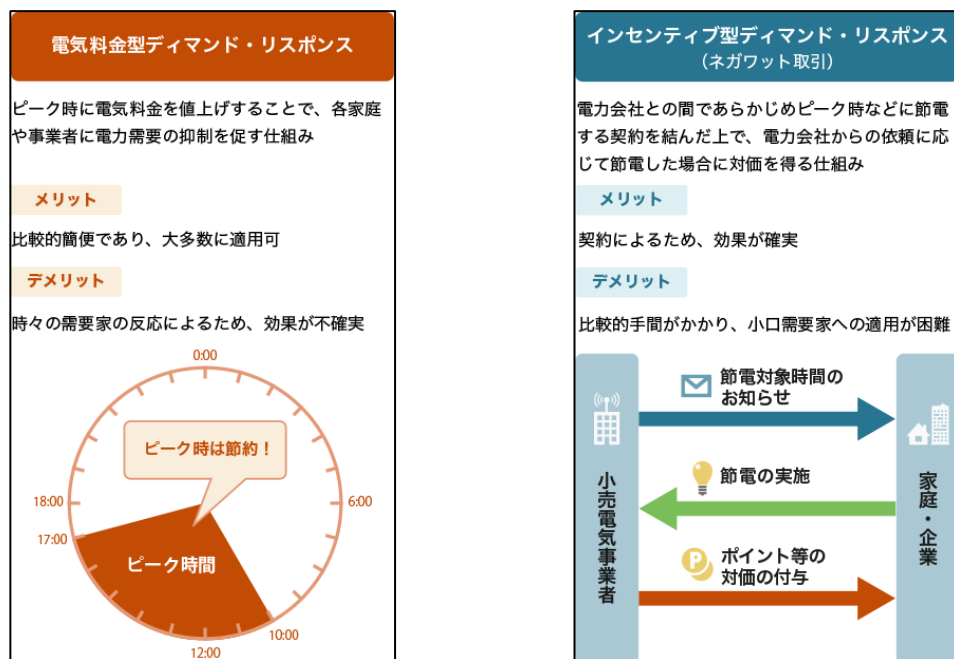 電気料金型ディマンド・リスポンス
ピーク時に電気料金を値上げすることで、各家庭
や事業者に電力需要の抑制を促す仕組み
メリット
比較的簡便であり、大多数に適用可
デメリット
時々の需要家の反応によるため、効果が不確実
0:00
ピーク時は節約！
18:00
6:00
17:00
ピーク時間
10:00
12:00
インセンティブ型ディマンド・リスポンス
（ネガワット取引）
電力会社との間であらかじめピーク時などに節電
する契約を結んだ上で、電力会社からの依頼に応
じて節電した場合に対価を得る仕組み
メリット
契約によるため、効果が確実
デメリット
比較的手間がかかり、小口需要家への適用が困難
節電対象時間の
お知らせ
小売電気事業者
節電の実施
家庭・企業
P
ポイント等の
対価の付与